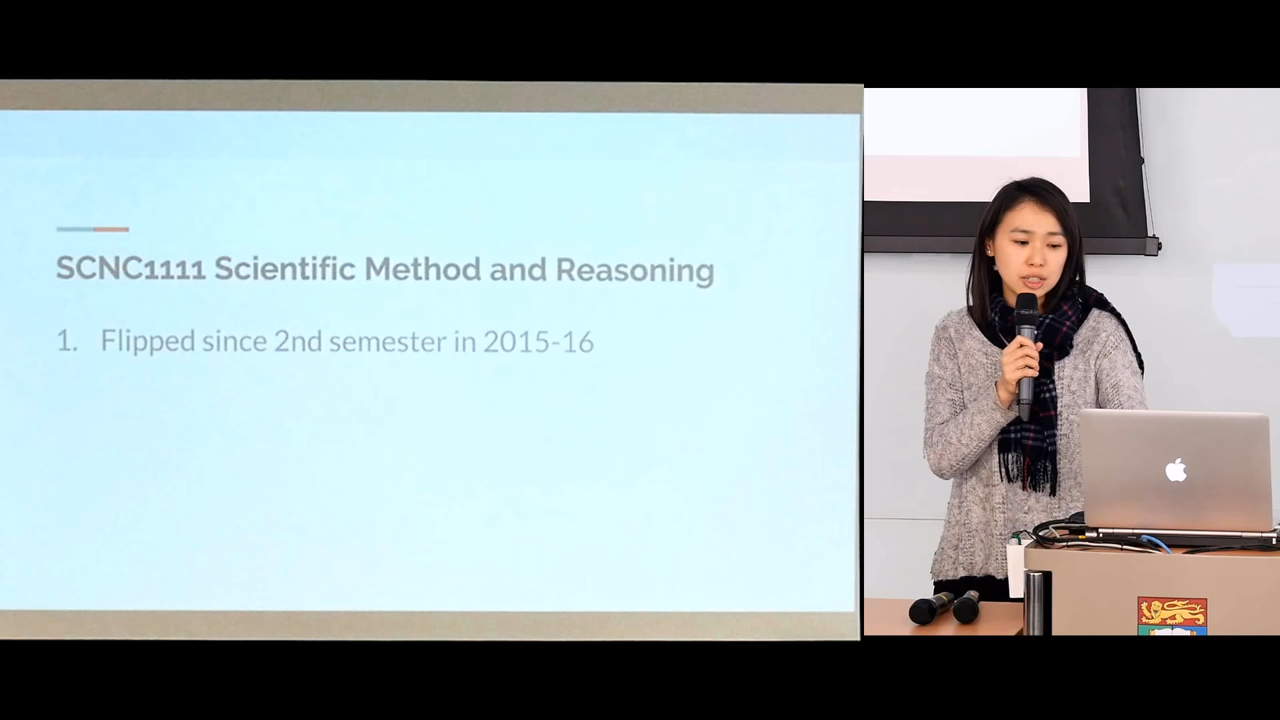 SCNC1111 Scientific Method and Reasoning
1. Flipped since 2nd semester in 2015-16